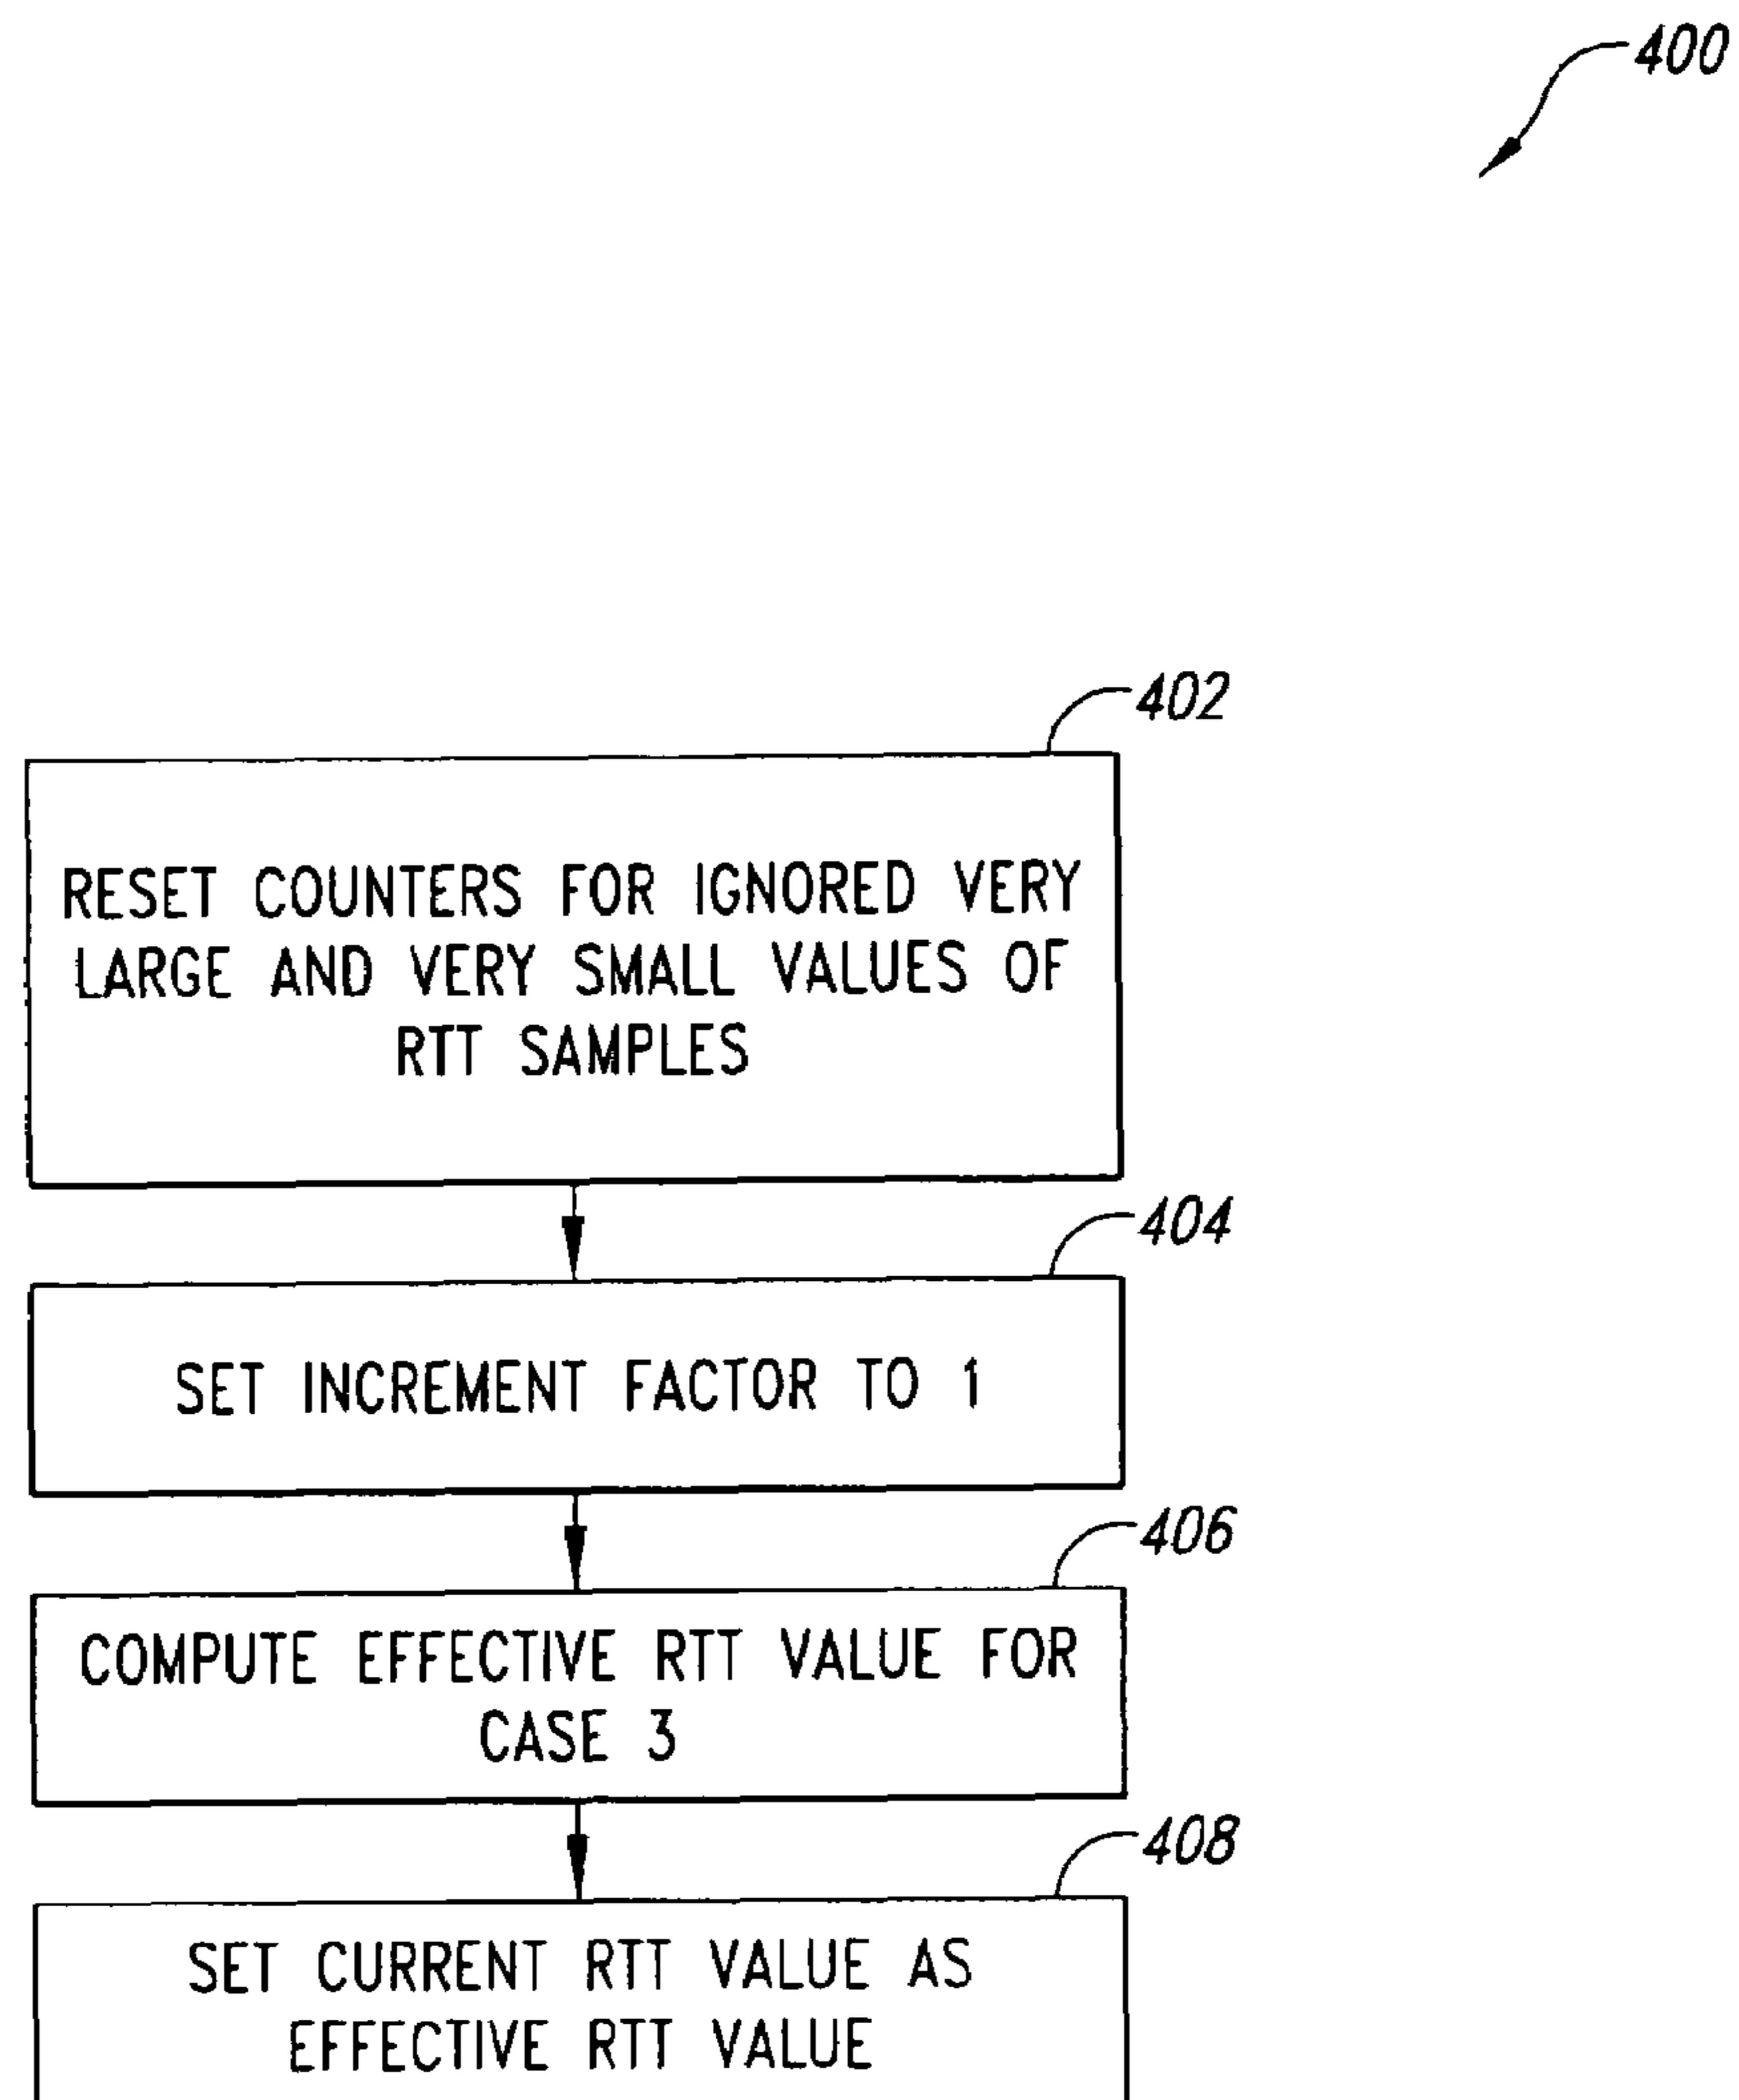 400
402
RESET COUNTERS FOR IGNORED VERY
LARGE AND VERY SMALL VALUES OF
RTT SAMPLES
404
SET INCREMENT FACTOR TO 1
406
COMPUTE EFFECTIVE RTT VALUE FOR
CASE 3
408
SET CURRENT RTT VALUE AS
EFFECTIVE RTT VALUE